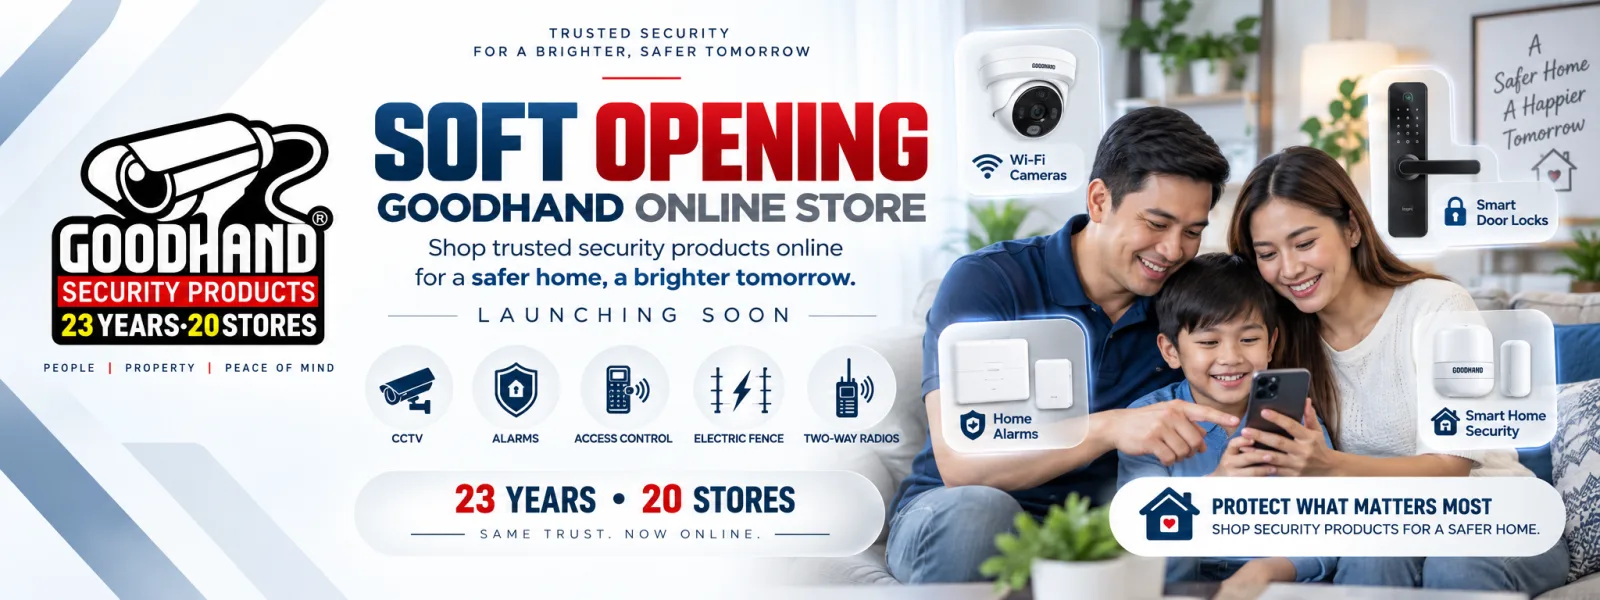 TRUSTED SECURITY
FOR A BRIGHTER, SAFER TOMORROW
SOFT OPENING
GOODHAND ONLINE STORE
Shop trusted security products online
for a safer home, a brighter tomorrow.
LAUNCHING SOON
GOODHAND®
SECURITY PRODUCTS
23 YEARS·20 STORES
PEOPLE | PROPERTY | PEACE OF MIND
CCTV
ALARMS
ACCESS CONTROL
ELECTRIC FENCE
TWO-WAY RADIOS
23 YEARS • 20 STORES
SAME TRUST. NOW ONLINE.
GOODHAND
Wi-Fi
Cameras
Smart
Door Locks
A
Safer Home
A Happier
Tomorrow
Home
Alarms
GOODHAND
Smart Home
Security
PROTECT WHAT MATTERS MOST
SHOP SECURITY PRODUCTS FOR A SAFER HOME.